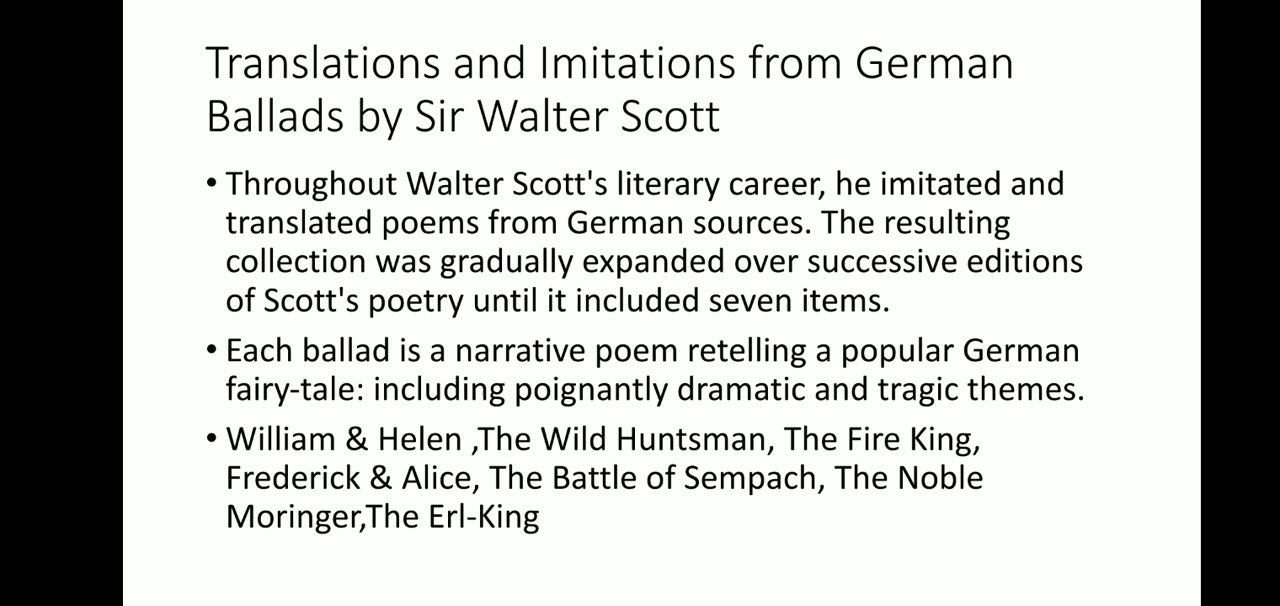 Translations and Imitations from German
Ballads by Sir Walter Scott
• Throughout Walter Scott's literary career, he imitated and
translated poems from German sources. The resulting
collection was gradually expanded over successive editions
of Scott's poetry until it included seven items.
• Each ballad is a narrative poem retelling a popular German
fairy-tale: including poignantly dramatic and tragic themes.
• William & Helen ,The Wild Huntsman, The Fire King,
Frederick & Alice, The Battle of Sempach, The Noble
Moringer,The Erl-King